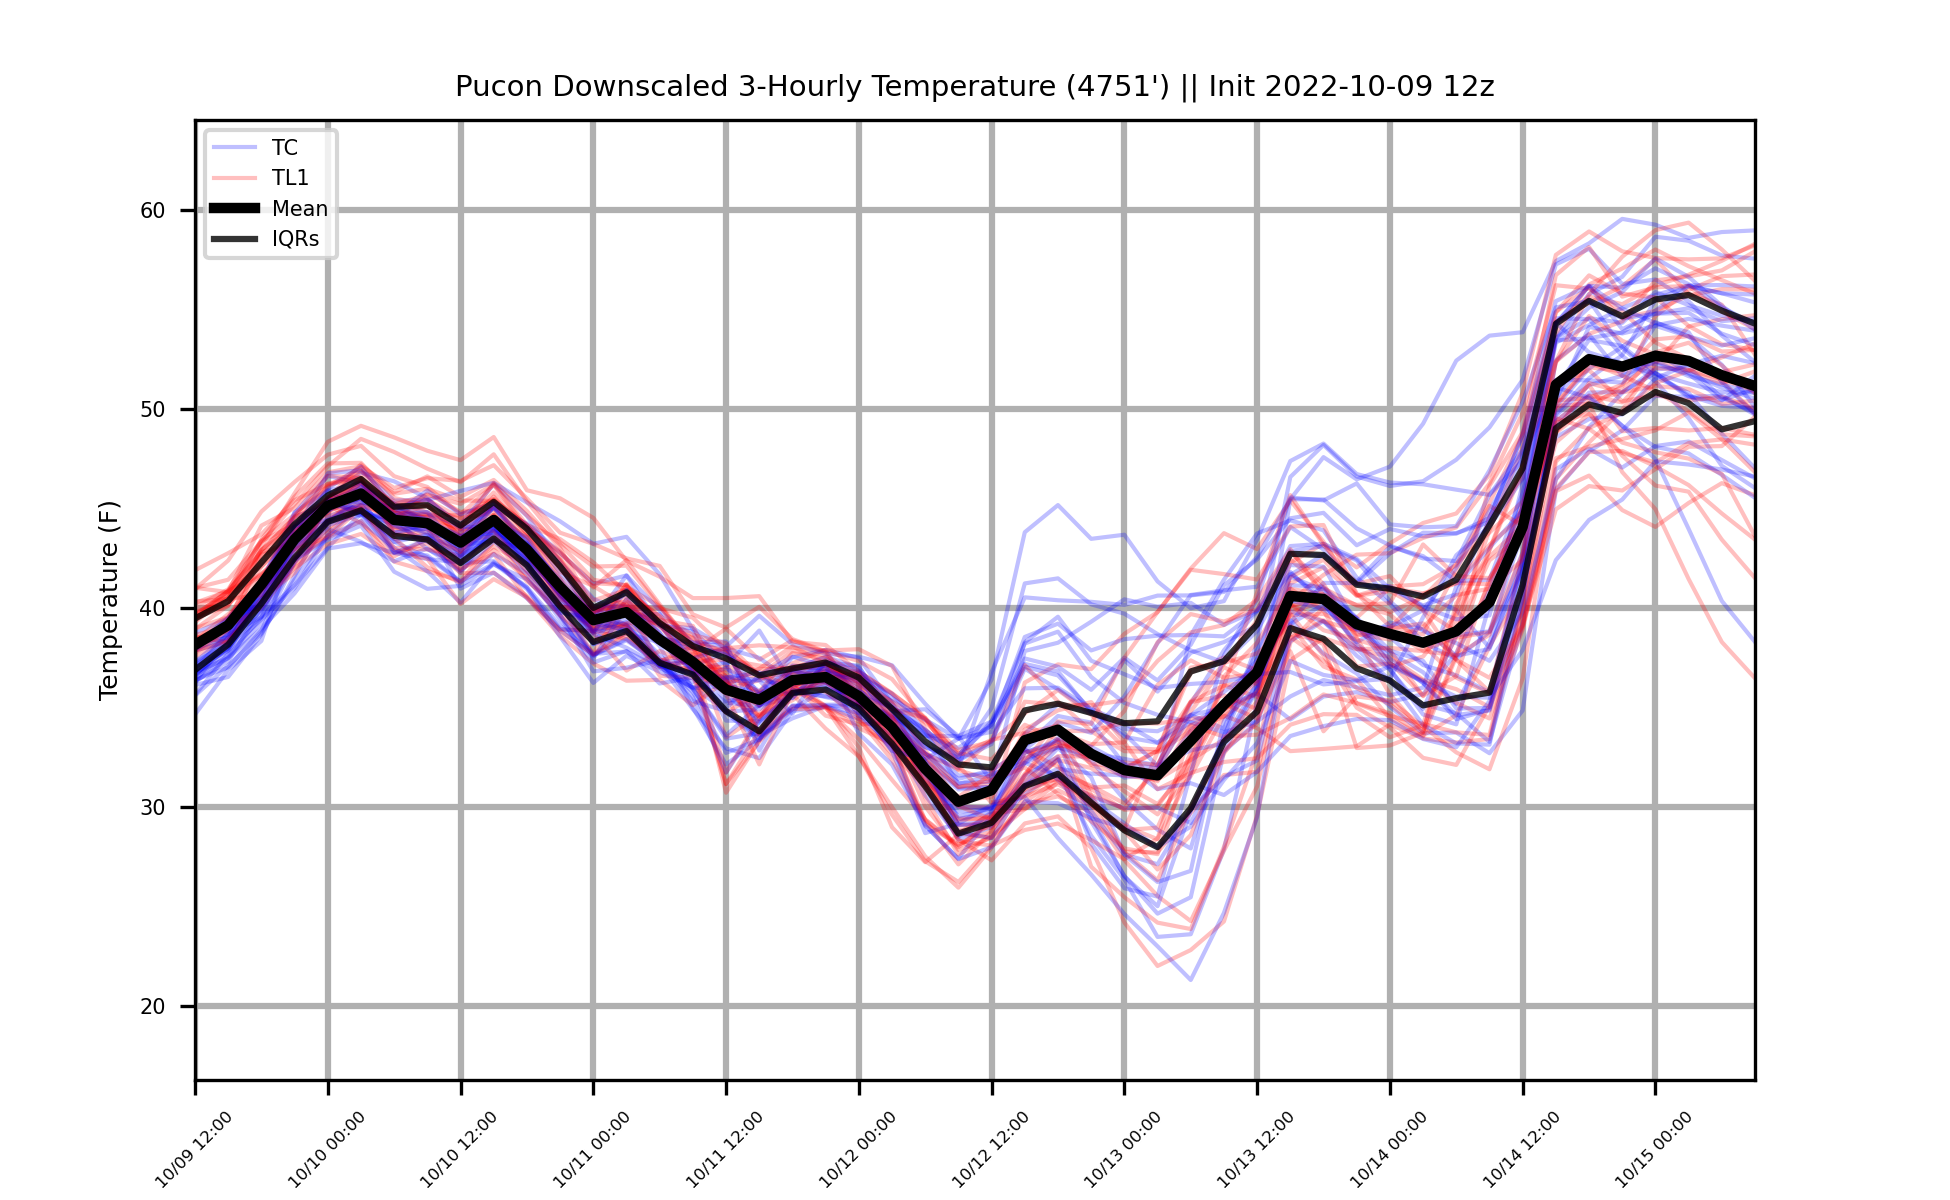 Pucon Downscaled 3-Hourly Temperature (4751') || Init 2022-10-09 12z
TC
TL1
Mean
IQRs
Temperature (F)
60
50
40
30
20
10/09 12:00
10/10 00:00
10/10 12:00
10/11 00:00
10/11 12:00
10/12 00:00
10/12 12:00
10/13 00:00
10/13 12:00
10/14 00:00
10/14 12:00
10/15 00:00